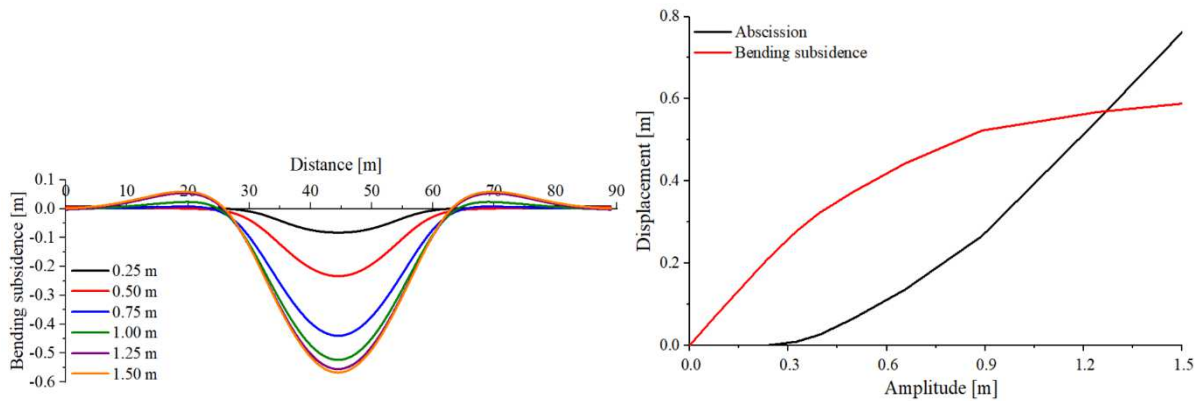 Distance [m]
0 10 20 30 40 50 60 70 80 90
Bending subsidence [m]
0.1
0.0
-0.1
-0.2
-0.3
-0.4
-0.5
-0.6
0.25 m
0.50 m
0.75 m
1.00 m
1.25 m
1.50 m
Displacement [m]
0.8
0.6
0.4
0.2
0.0
Abscission
Bending subsidence
0.0 0.3 0.6 0.9 1.2 1.5
Amplitude [m]